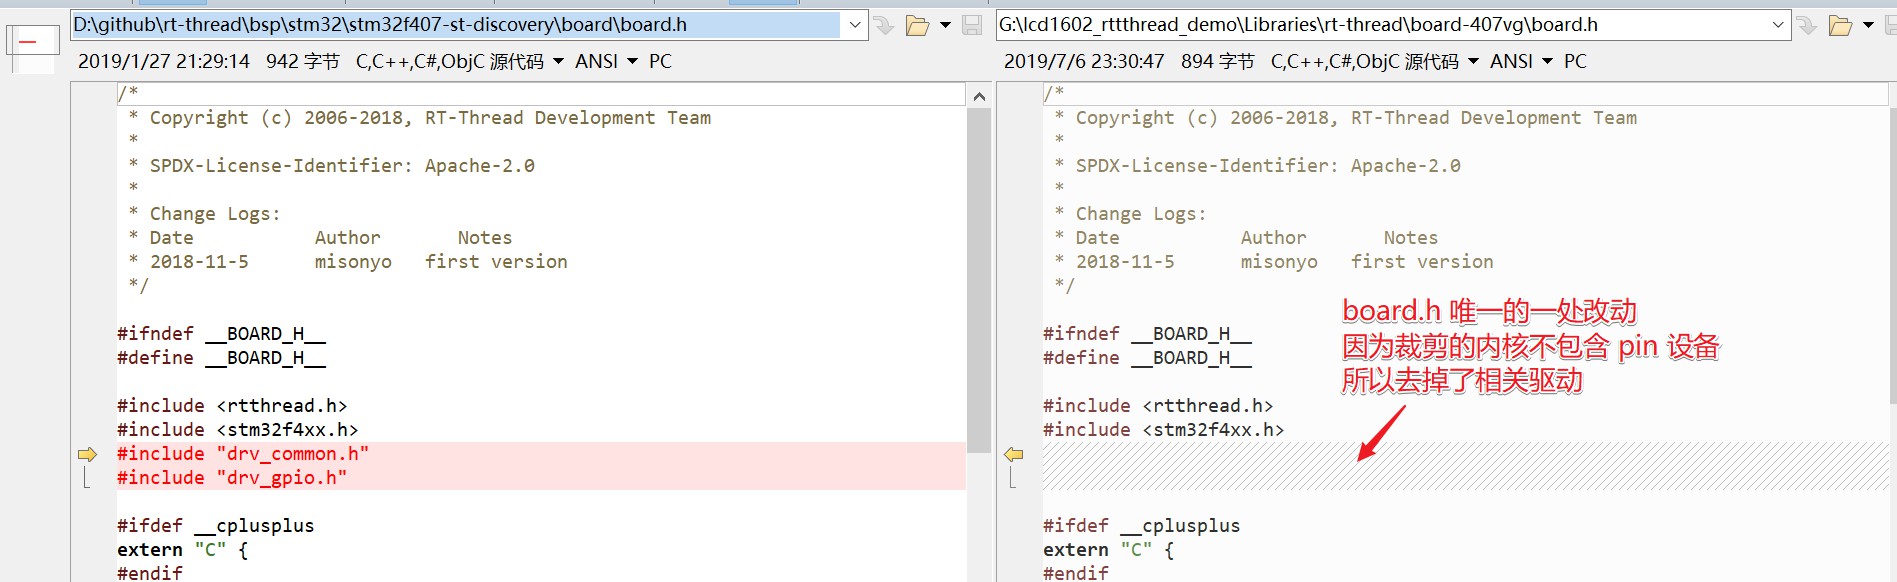 D:\github\rt-thread\bsp\stm32\stm32f407-st-discovery\board\board.h
2019/1/27 21:29:14 942 字节 C,C++,C#,ObjC 源代码 ANSI PC
/*
* Copyright (c) 2006-2018, RT-Thread Development Team
*
* SPDX-License-Identifier: Apache-2.0
*
* Change Logs:
* Date Author Notes
* 2018-11-5 misonyo first version
*/
#ifndef __BOARD_H__
#define __BOARD_H__
#include <rtthread.h>
#include <stm32f4xx.h>
#include "drv_common.h"
#include "drv_gpio.h"
#ifdef __cplusplus
extern "C" {
#endif
G:\lcd1602_rttthread_demo\Libraries\rt-thread\board-407vg\board.h
2019/7/6 23:30:47 894 字节 C,C++,C#,ObjC 源代码 ANSI PC
/*
* Copyright (c) 2006-2018, RT-Thread Development Team
*
* SPDX-License-Identifier: Apache-2.0
*
* Change Logs:
* Date Author Notes
* 2018-11-5 misonyo first version
*/
#ifndef __BOARD_H__
#define __BOARD_H__
#include <rtthread.h>
#include <stm32f4xx.h>
#ifdef __cplusplus
extern "C" {
#endif
board.h 唯一的一处改动
因为裁剪的内核不包含 pin 设备
所以去掉了相关驱动